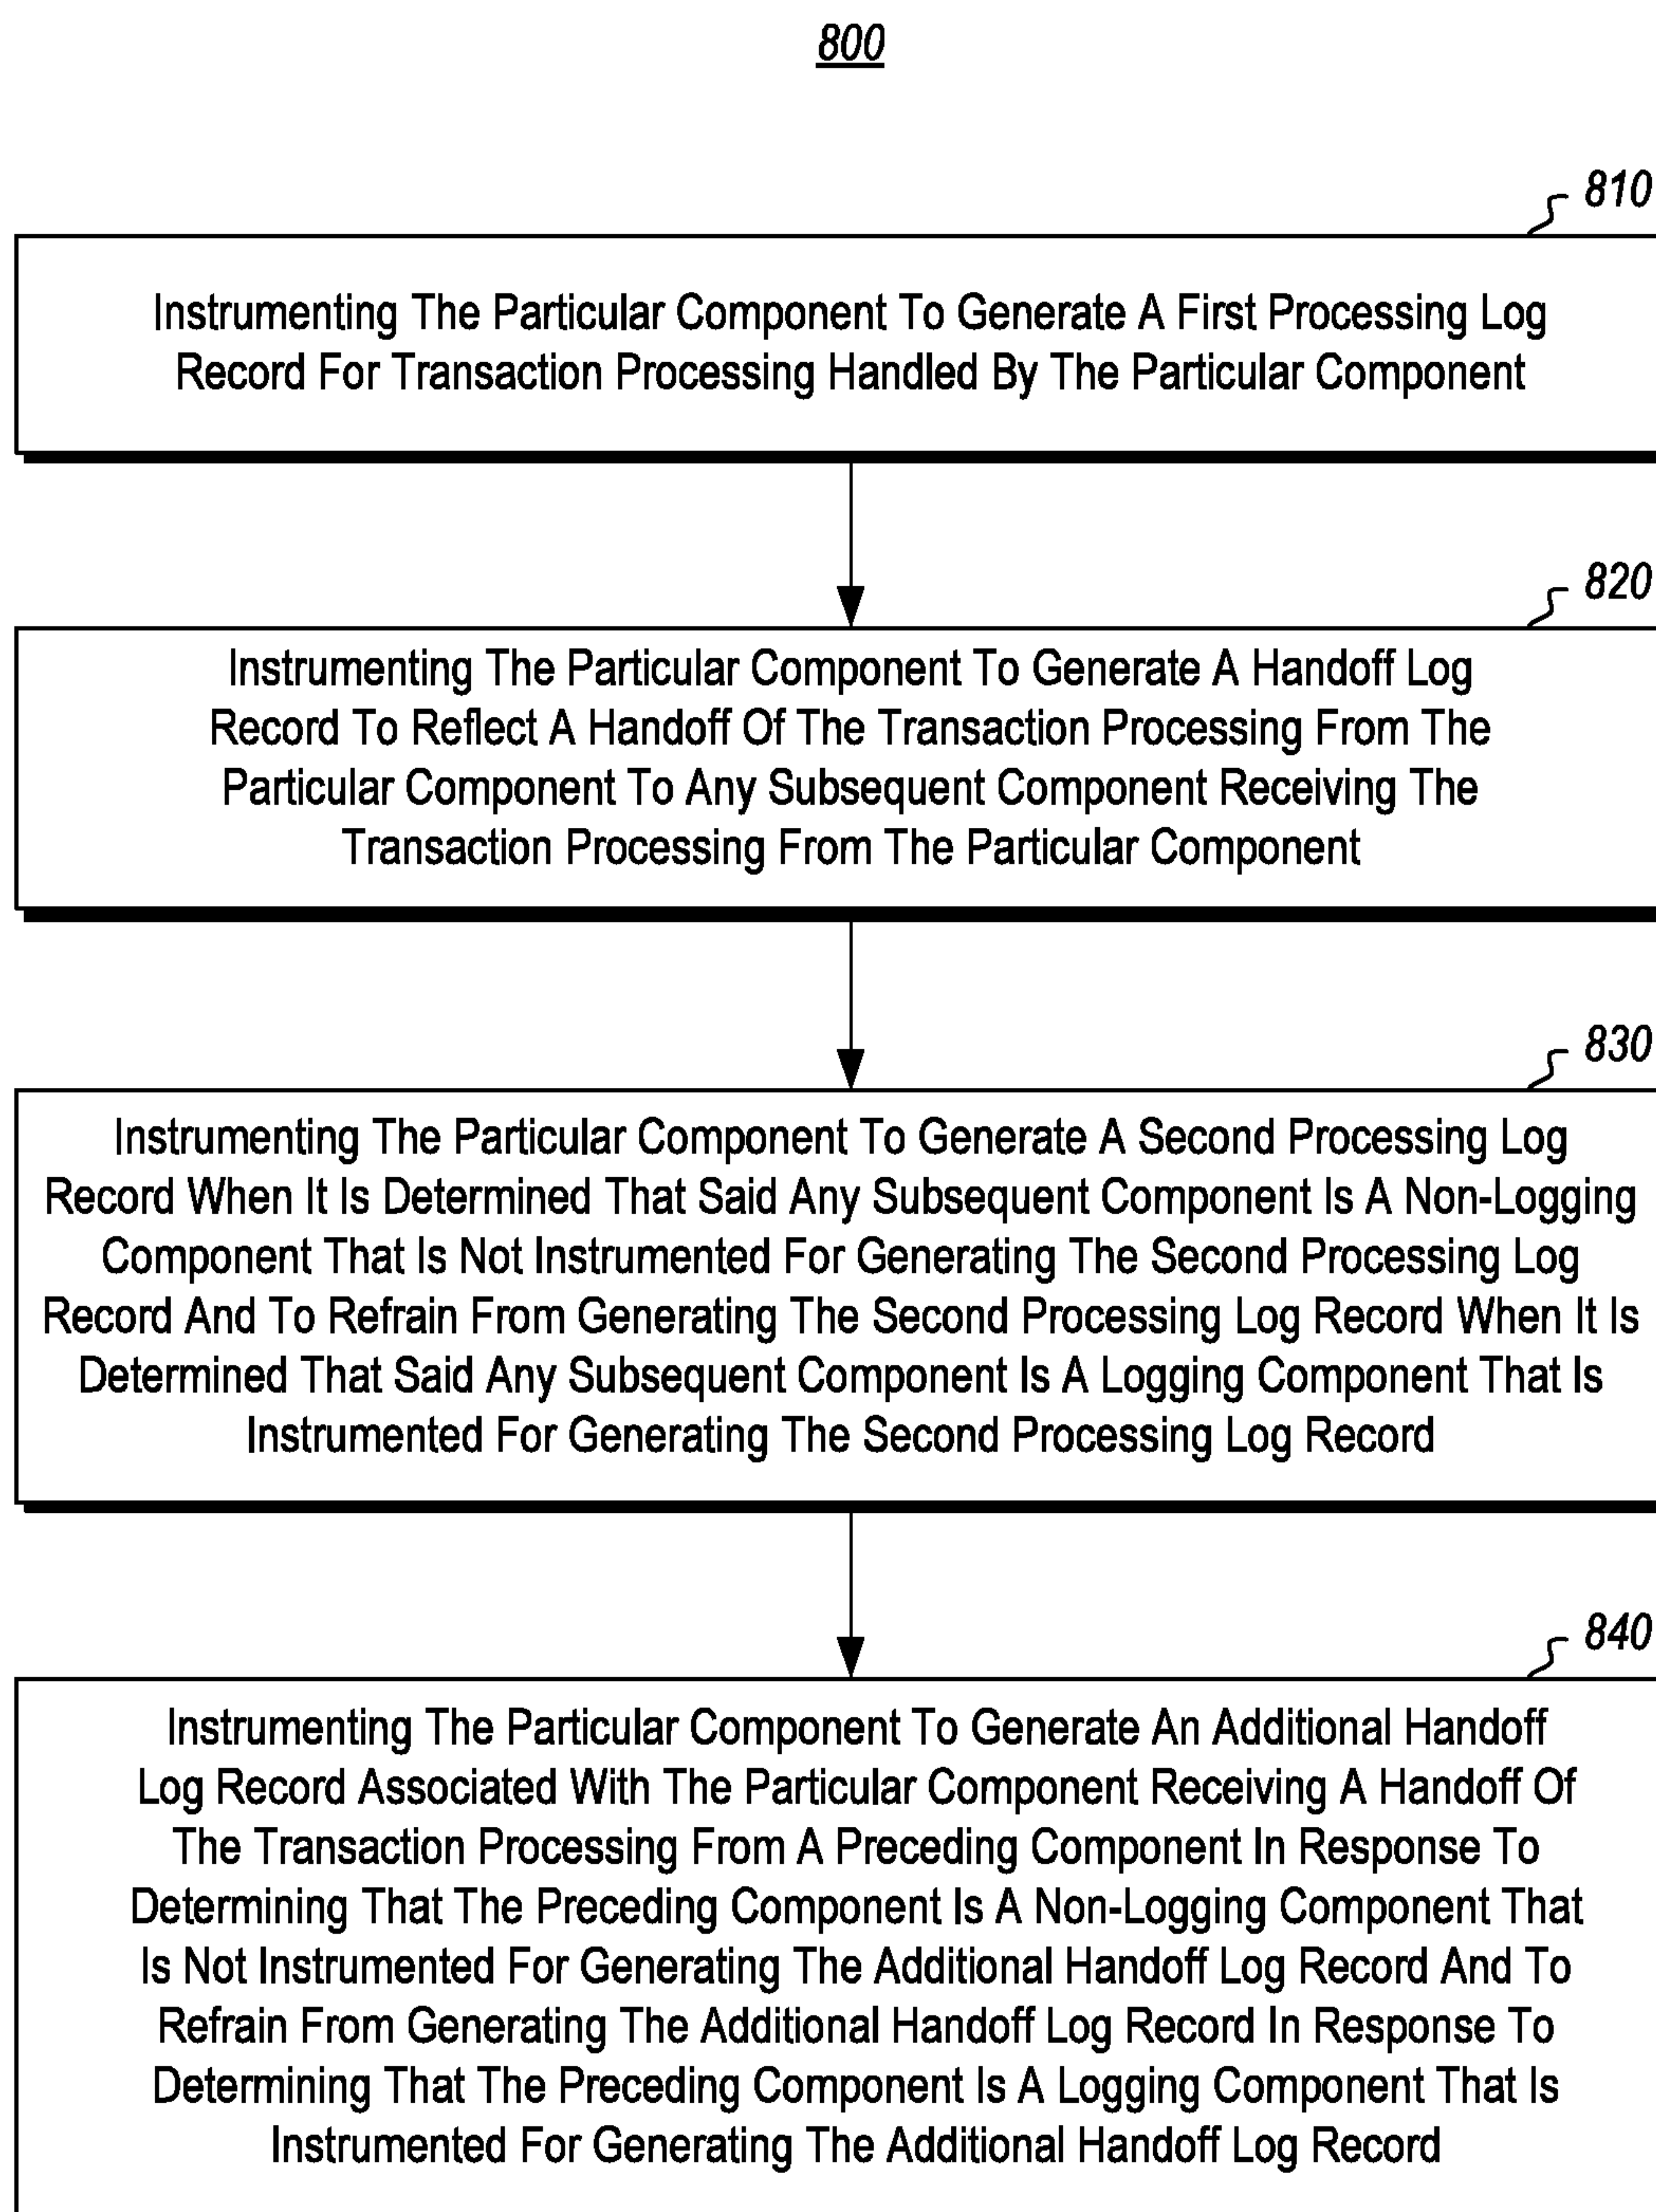 800
810
Instrumenting The Particular Component To Generate A First Processing Log
Record For Transaction Processing Handled By The Particular Component
820
Instrumenting The Particular Component To Generate A Handoff Log
Record To Reflect A Handoff Of The Transaction Processing From The
Particular Component To Any Subsequent Component Receiving The
Transaction Processing From The Particular Component
830
Instrumenting The Particular Component To Generate A Second Processing Log
Record When It Is Determined That Said Any Subsequent Component Is A Non-Logging
Component That Is Not Instrumented For Generating The Second Processing Log
Record And To Refrain From Generating The Second Processing Log Record When It Is
Determined That Said Any Subsequent Component Is A Logging Component That Is
Instrumented For Generating The Second Processing Log Record
840
Instrumenting The Particular Component To Generate An Additional Handoff
Log Record Associated With The Particular Component Receiving A Handoff Of
The Transaction Processing From A Preceding Component In Response To
Determining That The Preceding Component Is A Non-Logging Component That
Is Not Instrumented For Generating The Additional Handoff Log Record And To
Refrain From Generating The Additional Handoff Log Record In Response To
Determining That The Preceding Component Is A Logging Component That Is
Instrumented For Generating The Additional Handoff Log Record